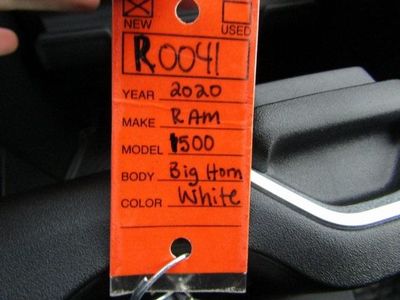 NEW USED
R0041
YEAR 2020
MAKE RAM
MODEL 1500
BODY Big Horn
COLOR White